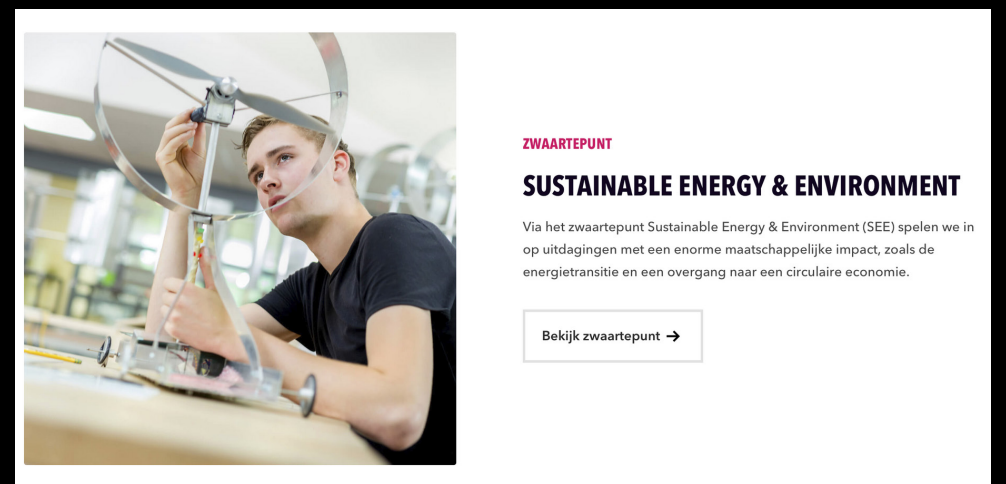 ZWAARTEPUNT
SUSTAINABLE ENERGY & ENVIRONMENT
Via het zwaartepunt Sustainable Energy & Environment (SEE) spelen we in
op uitdagingen met een enorme maatschappelijke impact, zoals de
energietransitie en een overgang naar een circulaire economie.
Bekijk zwaartepunt →